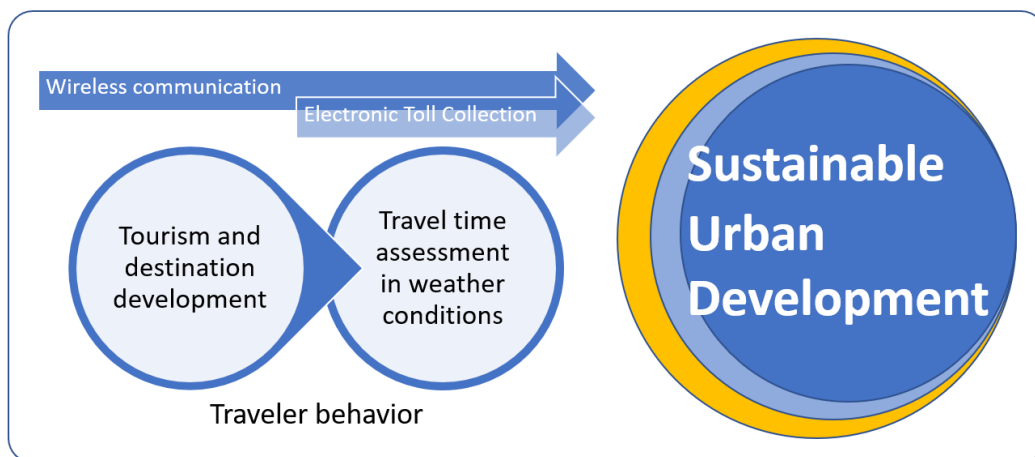 Wireless communication
Electronic Toll Collection
Tourism and
destination
development
Travel time
assessment
in weather
conditions
Traveler behavior
Sustainable
Urban
Development